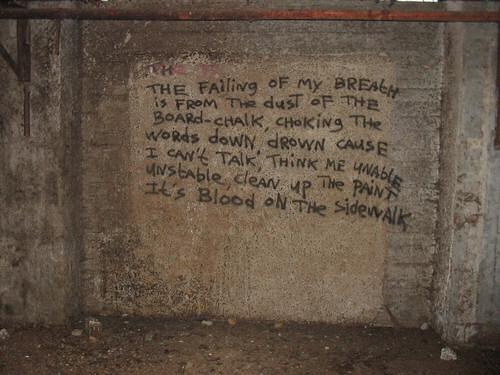 THE
THE FAiling OF MY BREATH
is FROM THE dusT OF THE
BOARD-CHALK, CHOKING THE
WORDS DOWN, DROWN CAUSE
I CAN'T TALK, THINK ME UNABLE
UNSTABLE, CLEAN UP THE PAINT
IT'S BLOOD ON THE SidEWALK